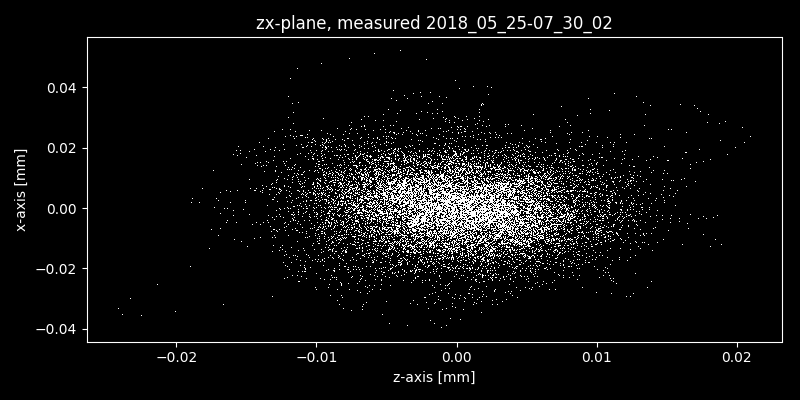 zx-plane, measured 2018_05_25-07_30_02
0.04
0.02
0.00
−0.02
−0.04
x-axis [mm]
−0.02 −0.01 0.00 0.01 0.02
z-axis [mm]